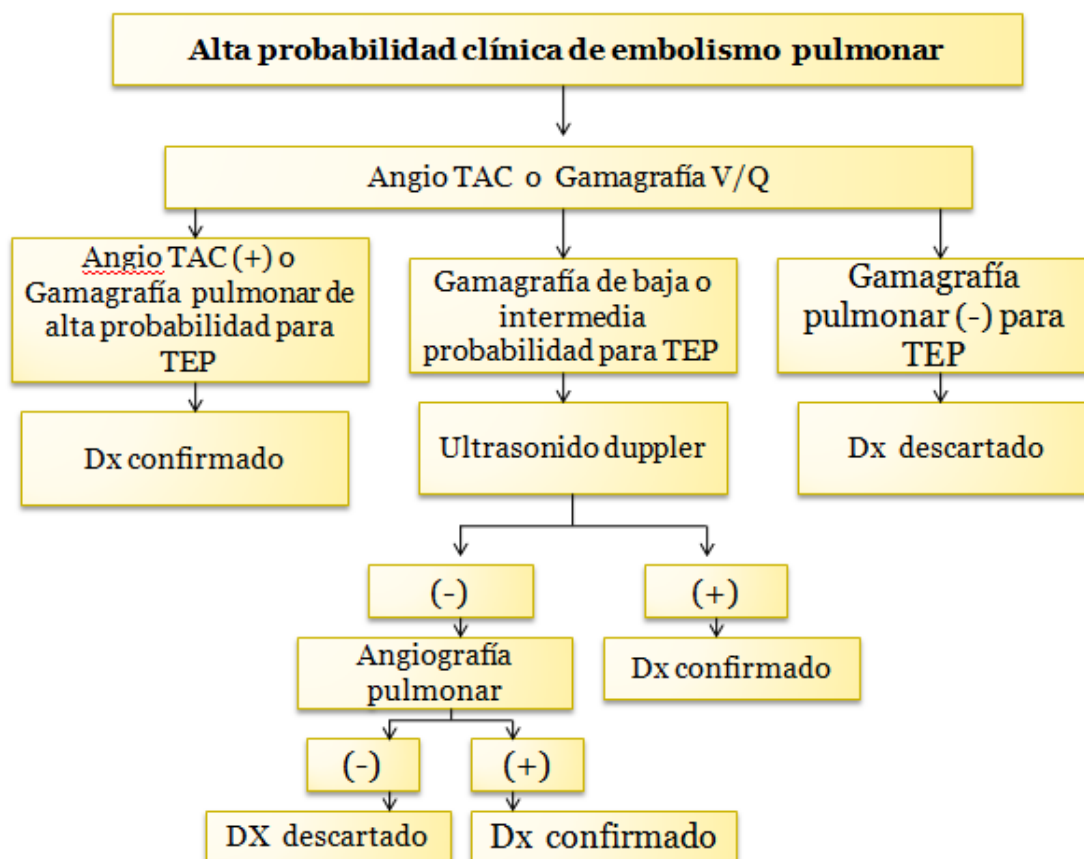 Alta probabilidad clínica de embolismo pulmonar
Angio TAC o Gamagrafía V/Q
Angio TAC (+) o
Gamagrafía pulmonar de
alta probabilidad para
TEP
Gamagrafía de baja o
intermedia
probabilidad para TEP
Gamagrafía
pulmonar (-) para
TEP
Dx confirmado
Ultrasonido duppler
Dx descartado
(-)
(+)
Angiografía
pulmonar
Dx confirmado
(-)
(+)
DX descartado
Dx confirmado